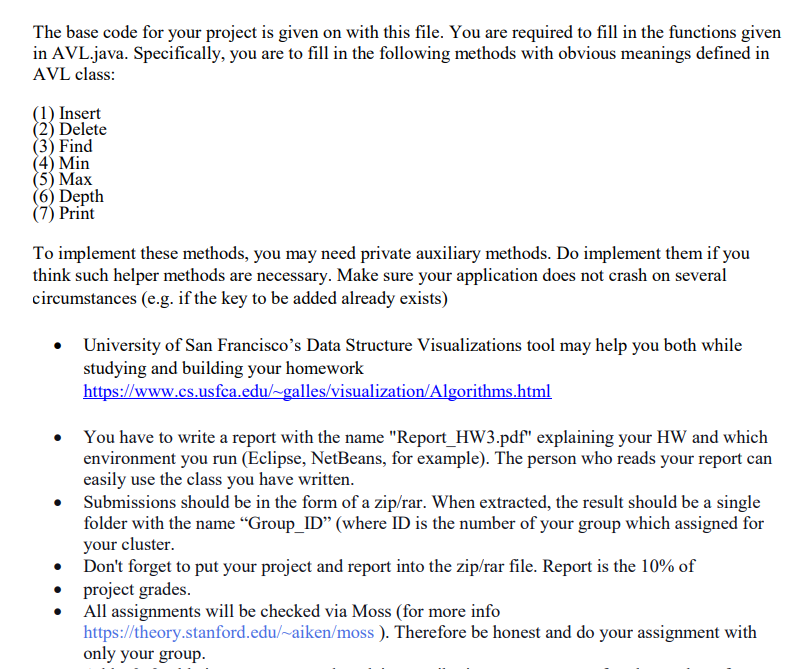 The base code for your project is given on with this file. You are required to fill in the functions given
in AVL.java. Specifically, you are to fill in the following methods with obvious meanings defined in
AVL class:
(1) Insert
(2) Delete
(3) Find
(4) Min
(5) Max
(6) Depth
(7) Print
To implement these methods, you may need private auxiliary methods. Do implement them if you
think such helper methods are necessary. Make sure your application does not crash on several
circumstances (e.g. if the key to be added already exists)
• University of San Francisco’s Data Structure Visualizations tool may help you both while
studying and building your homework
https://www.cs.usfca.edu/~galles/visualization/Algorithms.html
• You have to write a report with the name "Report_HW3.pdf" explaining your HW and which
environment you run (Eclipse, NetBeans, for example). The person who reads your report can
easily use the class you have written.
• Submissions should be in the form of a zip/rar. When extracted, the result should be a single
folder with the name “Group_ID” (where ID is the number of your group which assigned for
your cluster.
• Don't forget to put your project and report into the zip/rar file. Report is the 10% of
• project grades.
• All assignments will be checked via Moss (for more info
https://theory.stanford.edu/~aiken/moss ). Therefore be honest and do your assignment with
only your group.